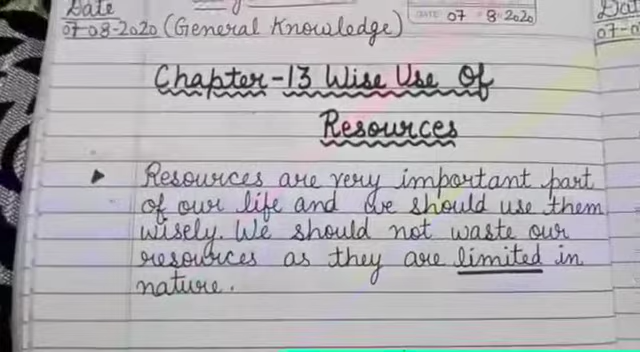 Date
07-08-2020 (General Knowledge)
DATE 07 8 2020
Chapter-13 Wise Use Of
Resources
Resources are very important part
of our life and we should use them
wisely. We should not waste our
resources as they are limited in
nature.